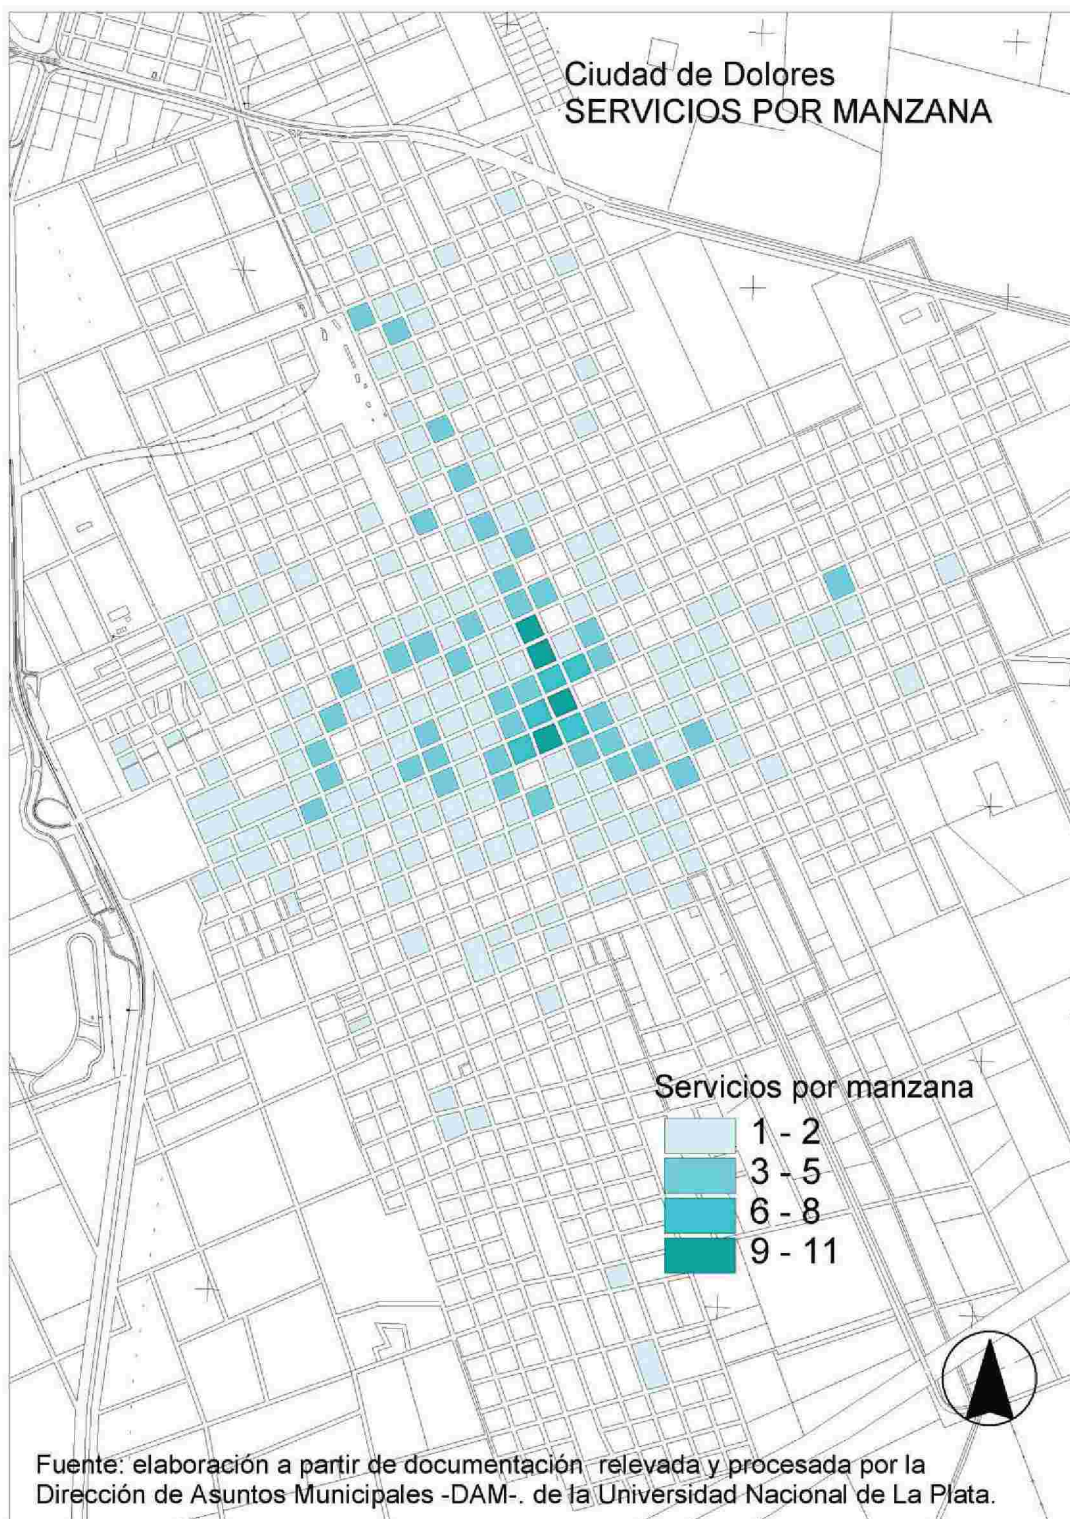 Ciudad de Dolores
SERVICIOS POR MANZANA
Servicios por manzana
1 - 2
3 - 5
6 - 8
9 - 11
Fuente: elaboración a partir de documentación relevada y procesada por la
Dirección de Asuntos Municipales -DAM-. de la Universidad Nacional de La Plata.